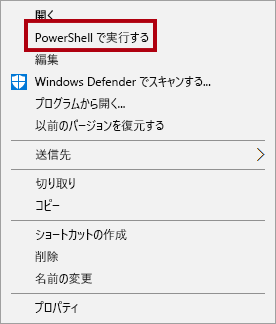 開く
PowerShell で実行する
編集
Windows Defender でスキャンする...
プログラムから開く...
以前のバージョンを復元する
送信先
切り取り
コピー
ショートカットの作成
削除
名前の変更
プロパティ